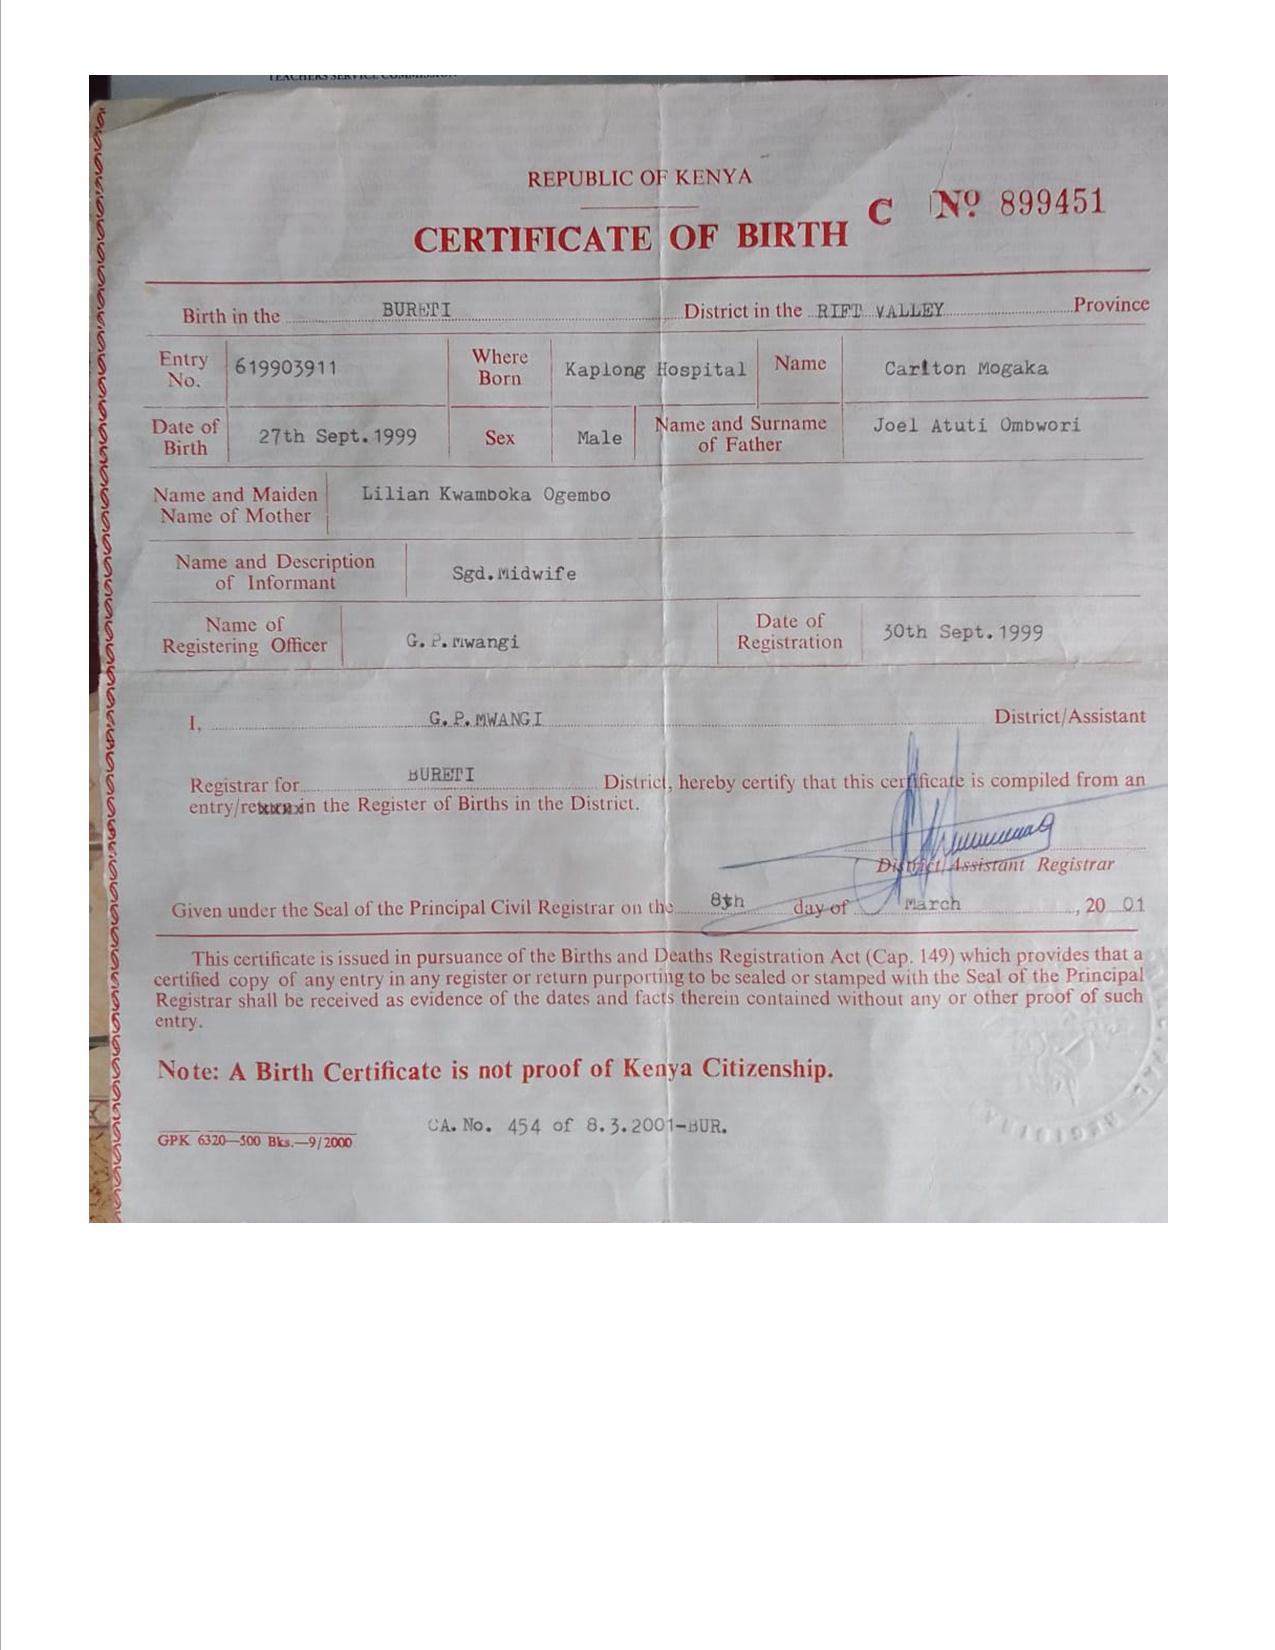 TEACHERS SERVICE COMMISSION
REPUBLIC OF KENYA
C Nº 899451
CERTIFICATE OF BIRTH
Birth in the BURETI District in the RIFT VALLEY Province
Entry No. 619903911 Where Born Kaplong Hospital Name Carlton Mogaka
Date of Birth 27th Sept.1999 Sex Male Name and Surname of Father Joel Atuti Ombwori
Name and Maiden Name of Mother Lilian Kwamboka Ogembo
Name and Description of Informant Sgd.Midwife
Name of Registering Officer G.P.Mwangi Date of Registration 30th Sept.1999
I, G.P.MWANGI District/Assistant
Registrar for BURETI District, hereby certify that this certificate is compiled from an
entry/rexxxxxin the Register of Births in the District.
District/Assistant Registrar
Given under the Seal of the Principal Civil Registrar on the 8th day of March, 20 01
This certificate is issued in pursuance of the Births and Deaths Registration Act (Cap. 149) which provides that a
certified copy of any entry in any register or return purporting to be sealed or stamped with the Seal of the Principal
Registrar shall be received as evidence of the dates and facts therein contained without any or other proof of such
entry.
Note: A Birth Certificate is not proof of Kenya Citizenship.
CA.No. 454 of 8.3.2001-BUR.
GPK 6320—500 Bks.—9/2000